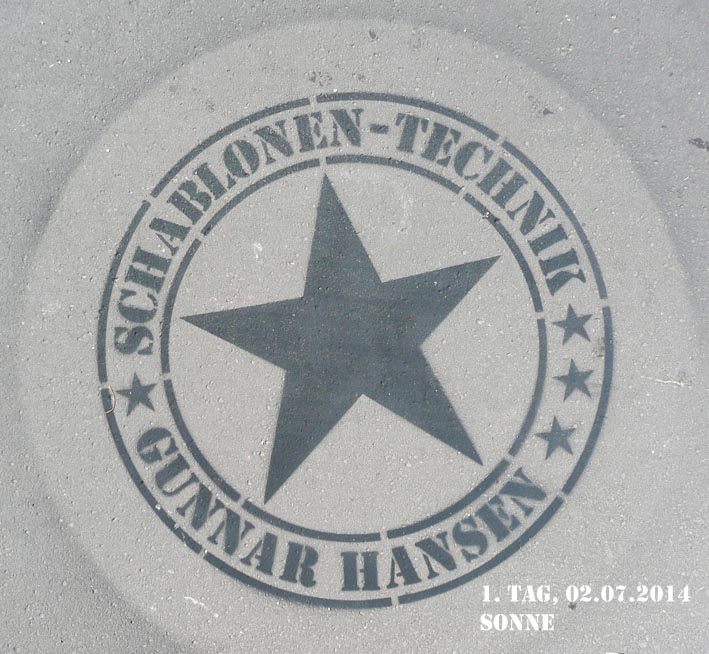 SCHABLONEN-TECHNIK
GUNNAR HANSEN
1. TAG, 02.07.2014
SONNE